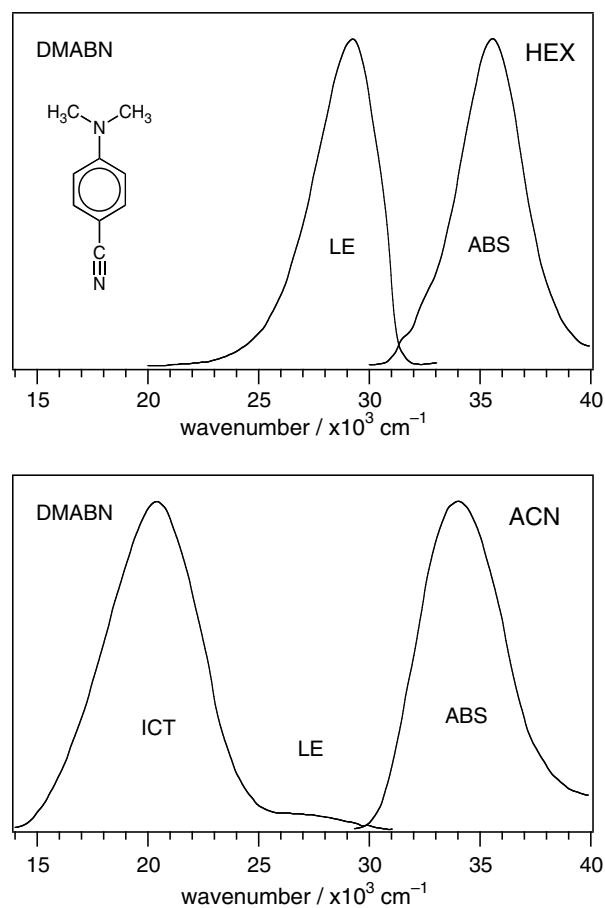 DMABN
HEX
H₃C
CH₃
N
C
N
LE
ABS
15
20
25
30
35
40
wavenumber / x10³ cm⁻¹
DMABN
ACN
ICT
LE
ABS
15
20
25
30
35
40
wavenumber / x10³ cm⁻¹